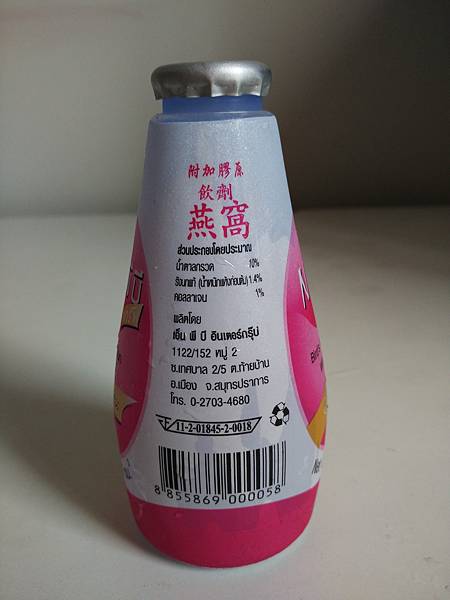 附加膠原
飲劑
燕窩
ส่วนประกอบโดยประมาณ
น้ำตาลกรวด 10%
รังนกแท้ (น้ำหนักแห้งก่อนต้ม) 1.4%
คอลลาเจน 1%
ผลิตโดย
เอ็น พี บี อินเตอร์กรุ๊ป
1122/152 หมู่ 2
ซ.เทศบาล 2/5 ต.ท้ายบ้าน
อ.เมือง จ.สมุทรปราการ
โทร. 0-2703-4680
F/11-2-01845-2-0018
8 855869 000058